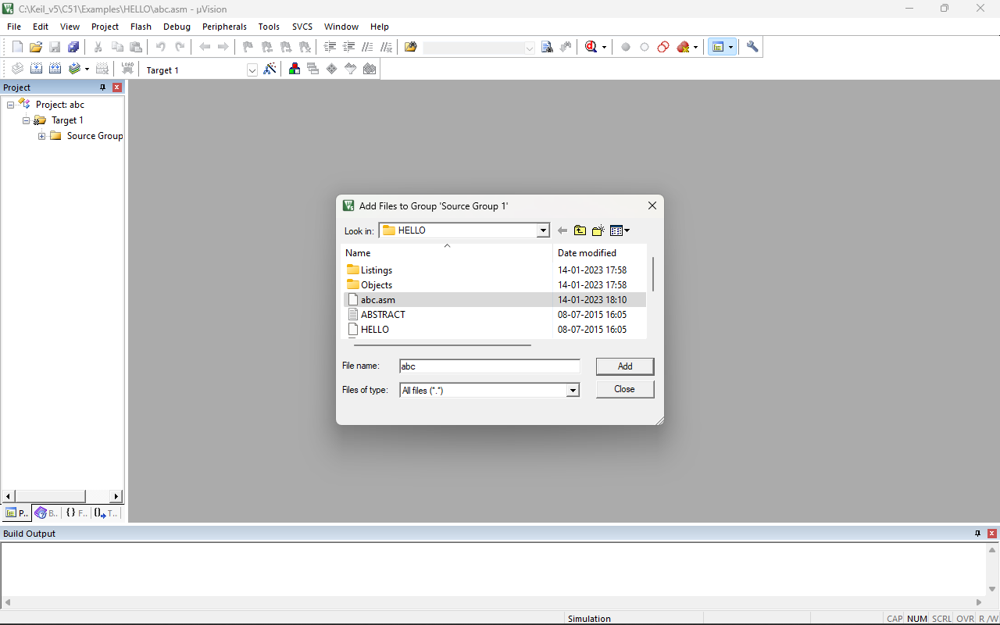 C:\Keil_v5\C51\Examples\HELLO\abc.asm - µVision
File Edit View Project Flash Debug Peripherals Tools SVCS Window Help
LOAD Target 1
Project
Project: abc
Target 1
Source Group
Add Files to Group 'Source Group 1'
Look in: HELLO
Name Date modified
Listings 14-01-2023 17:58
Objects 14-01-2023 17:58
abc.asm 14-01-2023 18:10
ABSTRACT 08-07-2015 16:05
HELLO 08-07-2015 16:05
File name: abc Add
Files of type: All files (*.*) Close
P.. B.. {} F.. {}→ T..
Build Output
Simulation CAP NUM SCRL OVR R /W